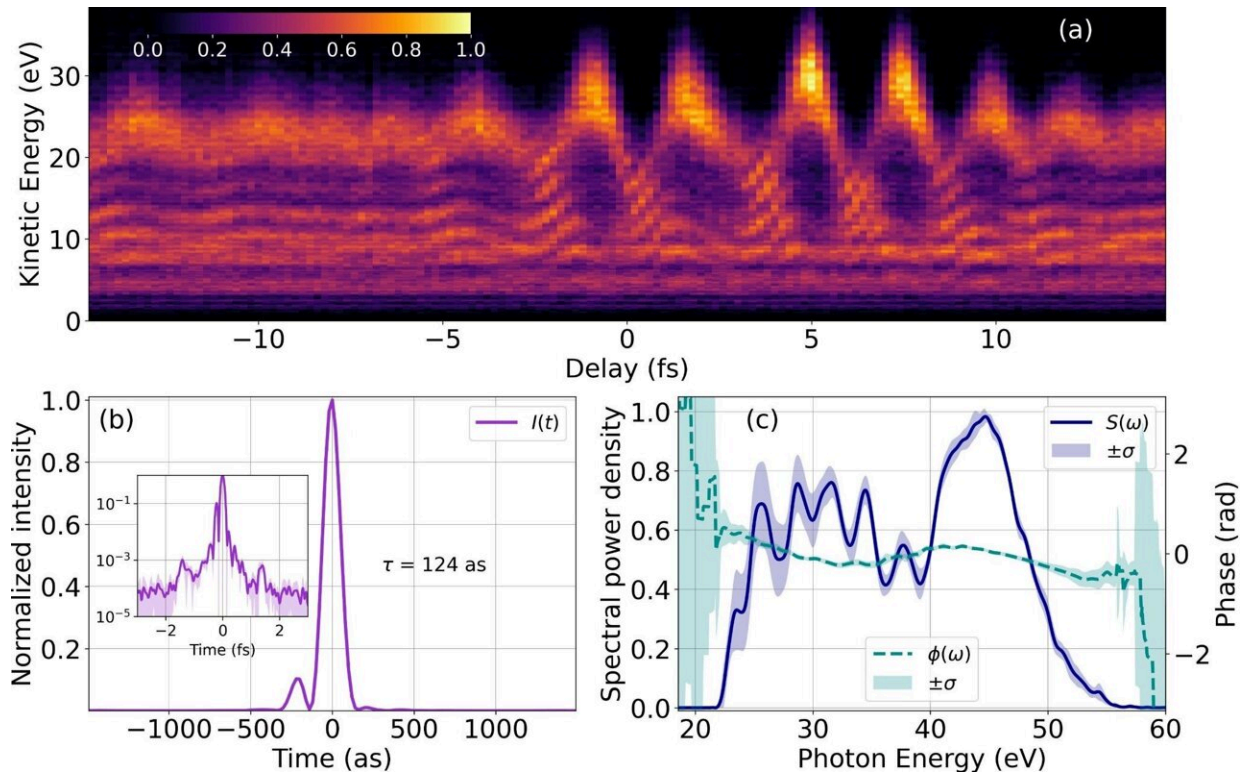 (a)
0.0 0.2 0.4 0.6 0.8 1.0
Kinetic Energy (eV)
30
20
10
0
−10 −5 0 5 10
Delay (fs)
(b)
I(t)
Normalized intensity
1.0
0.8
0.6
0.4
0.2
τ = 124 as
10⁻¹
10⁻³
10⁻⁵
−2 0 2
Time (fs)
−1000 −500 0 500 1000
Time (as)
(c)
S(ω)
±σ
Spectral power density
1.0
0.8
0.6
0.4
0.2
0.0
ϕ(ω)
±σ
2
0
−2
Phase (rad)
20 30 40 50 60
Photon Energy (eV)